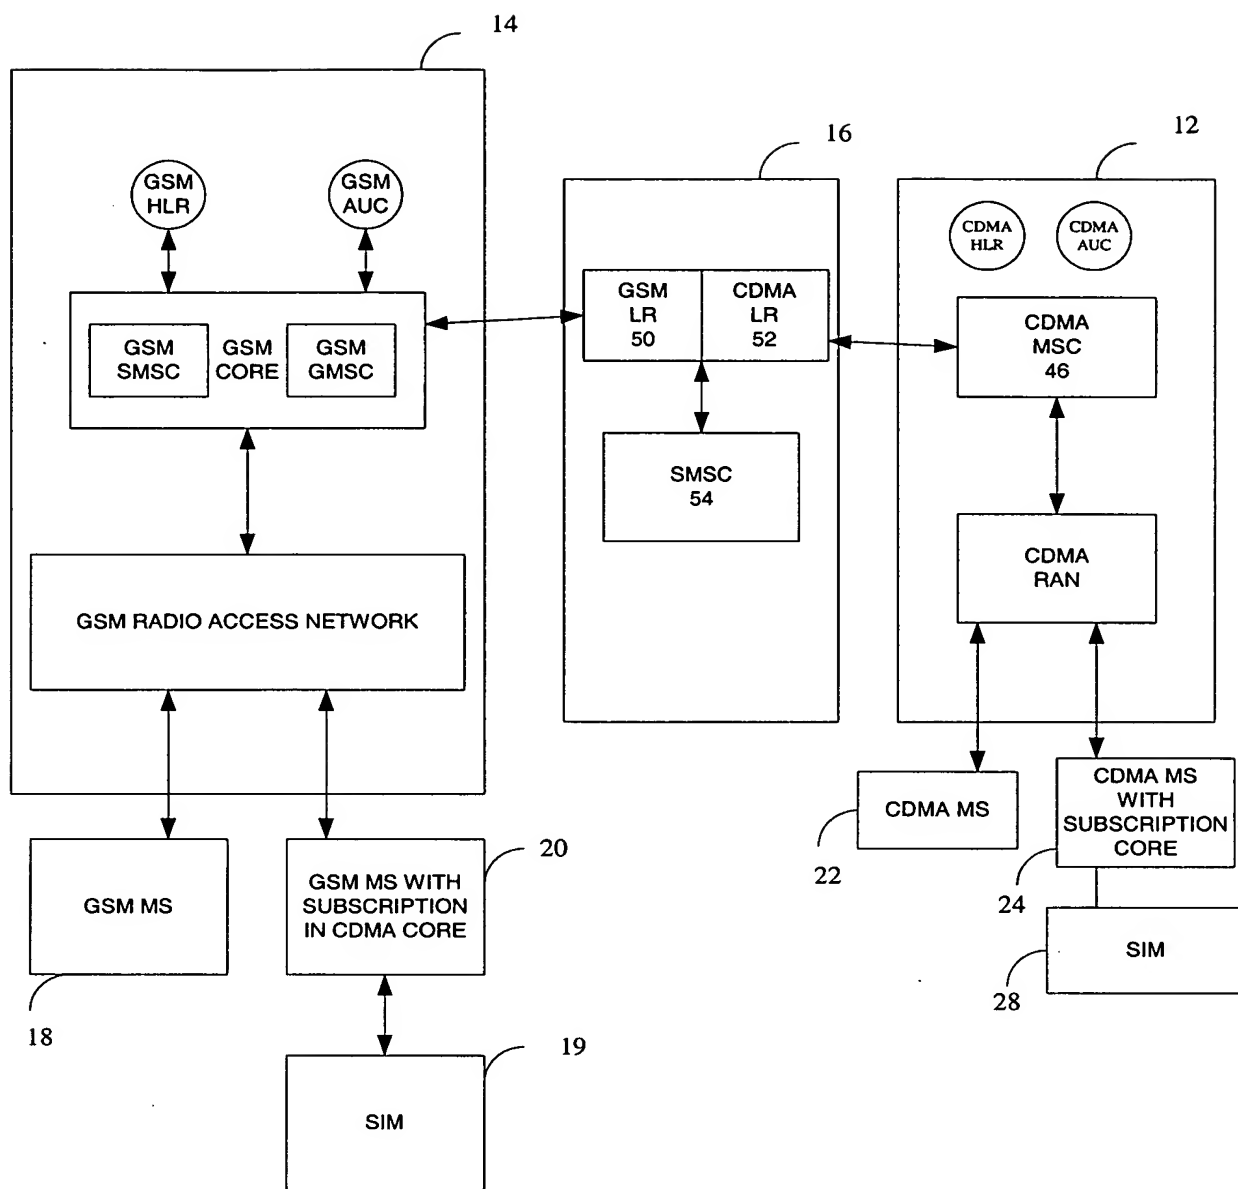 14
16
12
GSM
HLR
GSM
AUC
CDMA
HLR
CDMA
AUC
GSM
SMSC
GSM
CORE
GSM
GMSC
GSM
LR
50
CDMA
LR
52
CDMA
MSC
46
SMSC
54
CDMA
RAN
GSM RADIO ACCESS NETWORK
CDMA MS
22
CDMA MS
WITH
SUBSCRIPTION
CORE
24
GSM MS
18
GSM MS WITH
SUBSCRIPTION
IN CDMA CORE
20
SIM
28
SIM
19